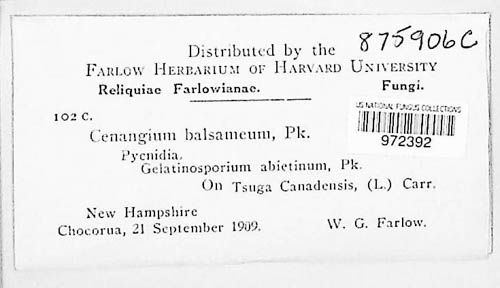 Distributed by the
875906C
FARLOW HERBARIUM OF HARVARD UNIVERSITY
Reliquiae Farlowianae. Fungi.
US NATIONAL FUNGUS COLLECTIONS
972392
102 C.
Cenangium balsameum, Pk.
Pycnidia.
Gelatinosporium abietinum, Pk.
On Tsuga Canadensis, (L.) Carr.
New Hampshire
Chocorua, 21 September 1909. W. G. Farlow.